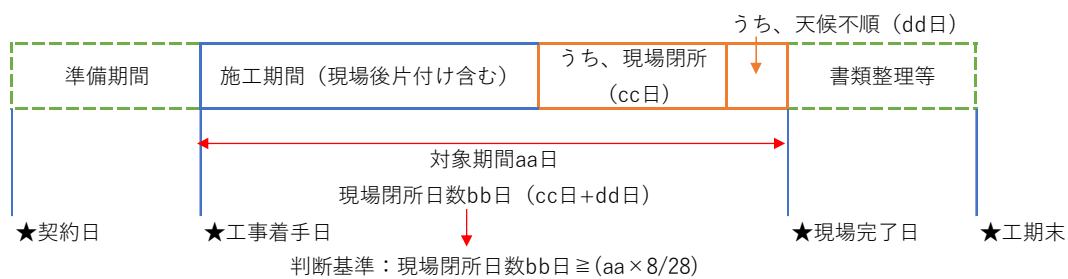 うち、天候不順（dd日）
準備期間
施工期間（現場後片付け含む）
うち、現場閉所
（cc日）
書類整理等
対象期間aa日
現場閉所日数bb日（cc日+dd日）
★契約日
★工事着手日
★現場完了日
★工期末
判断基準：現場閉所日数bb日≧(aa×8/28)